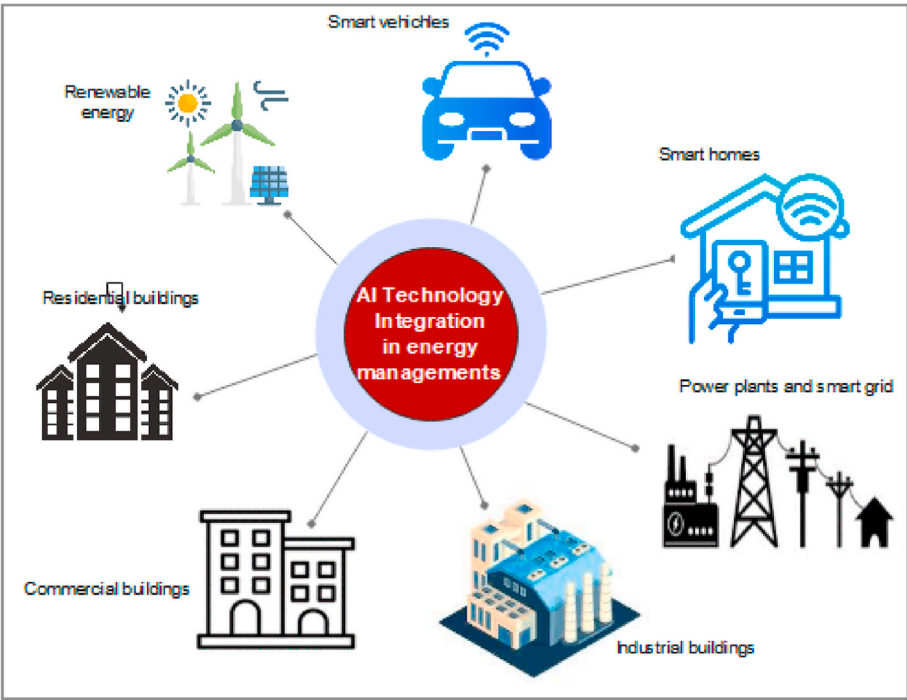 Smart vehichles
Renewable
energy
Smart homes
AI Technology
Integration
in energy
managements
Residential buildings
Power plants and smart grid
Commercial buildings
Industrial buildings